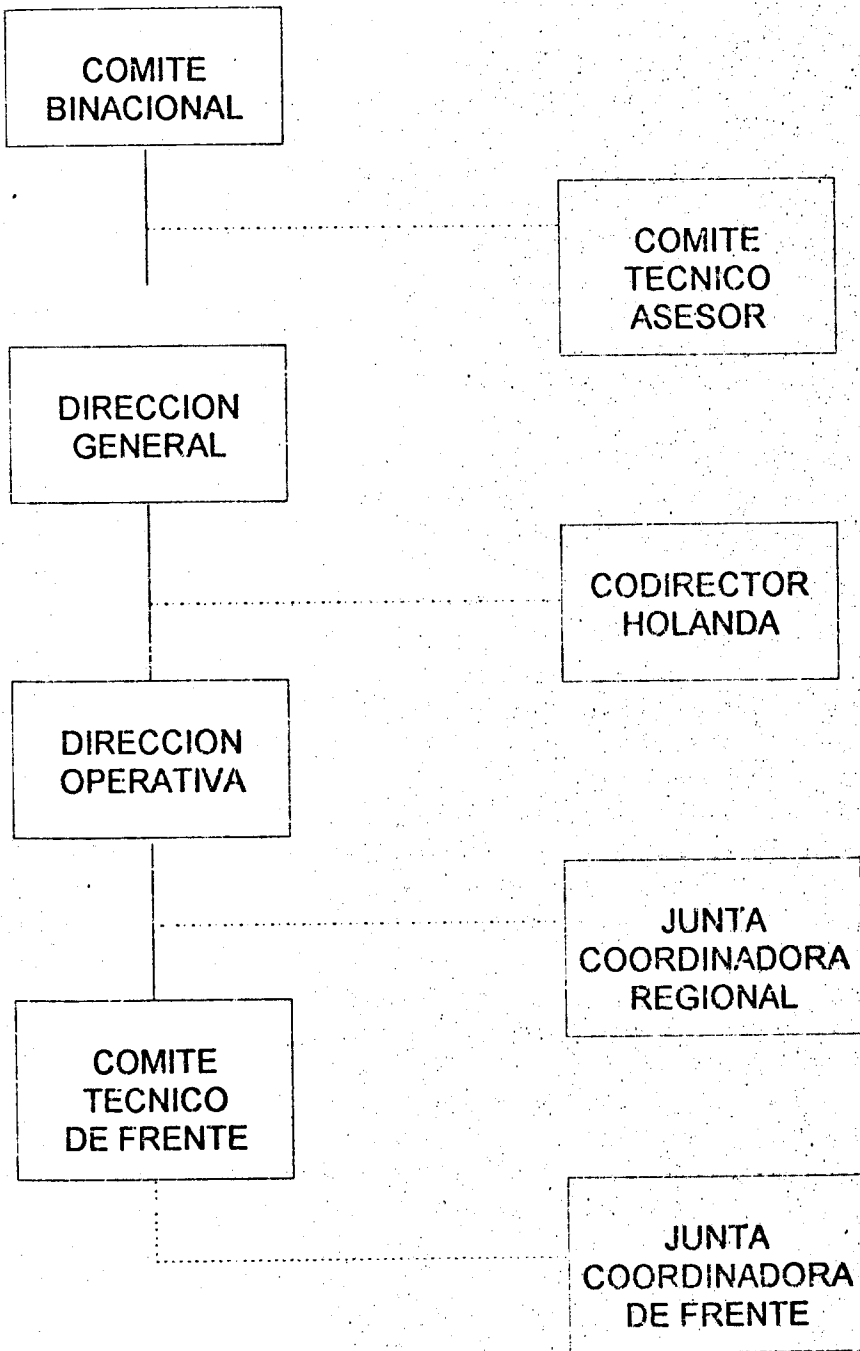 COMITE
BINACIONAL
COMITE
TECNICO
ASESOR
DIRECCION
GENERAL
CODIRECTOR
HOLANDA
DIRECCION
OPERATIVA
JUNTA
COORDINADORA
REGIONAL
COMITE
TECNICO
DE FRENTE
JUNTA
COORDINADORA
DE FRENTE